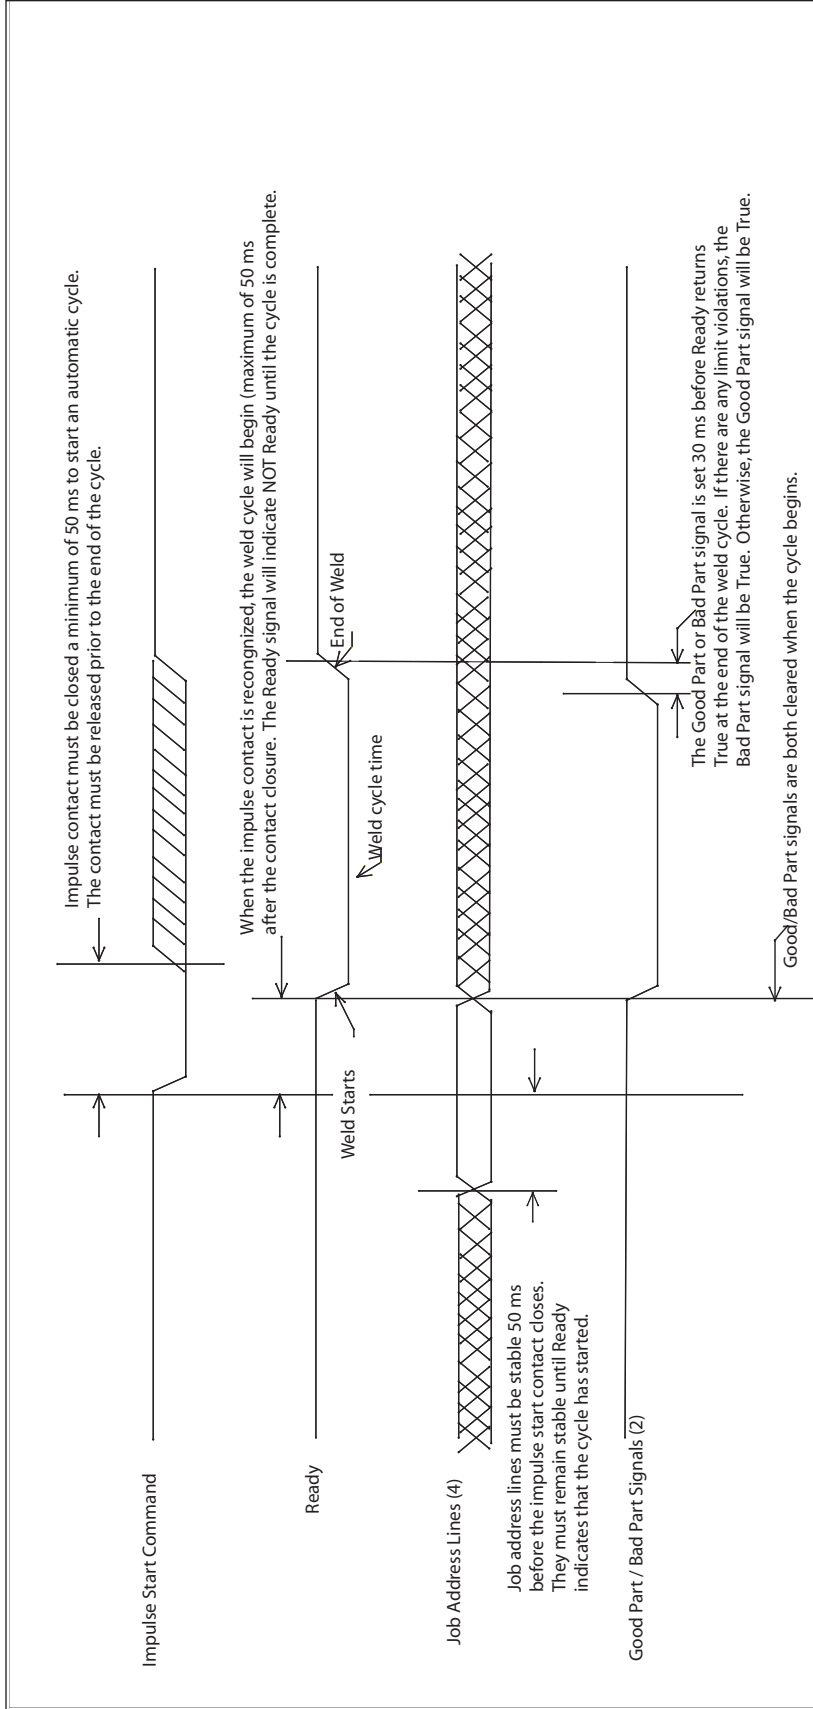 Impulse Start Command
Impulse contact must be closed a minimum of 50 ms to start an automatic cycle.
The contact must be released prior to the end of the cycle.
Ready
When the impulse contact is recongnized, the weld cycle will begin (maximum of 50 ms
after the contact closure. The Ready signal will indicate NOT Ready until the cycle is complete.
Weld Starts
Weld cycle time
End of Weld
Job Address Lines (4)
Job address lines must be stable 50 ms
before the impulse start contact closes.
They must remain stable until Ready
indicates that the cycle has started.
Good Part / Bad Part Signals (2)
The Good Part or Bad Part signal is set 30 ms before Ready returns
True at the end of the weld cycle. If there are any limit violations, the
Bad Part signal will be True. Otherwise, the Good Part signal will be True.
Good/Bad Part signals are both cleared when the cycle begins.